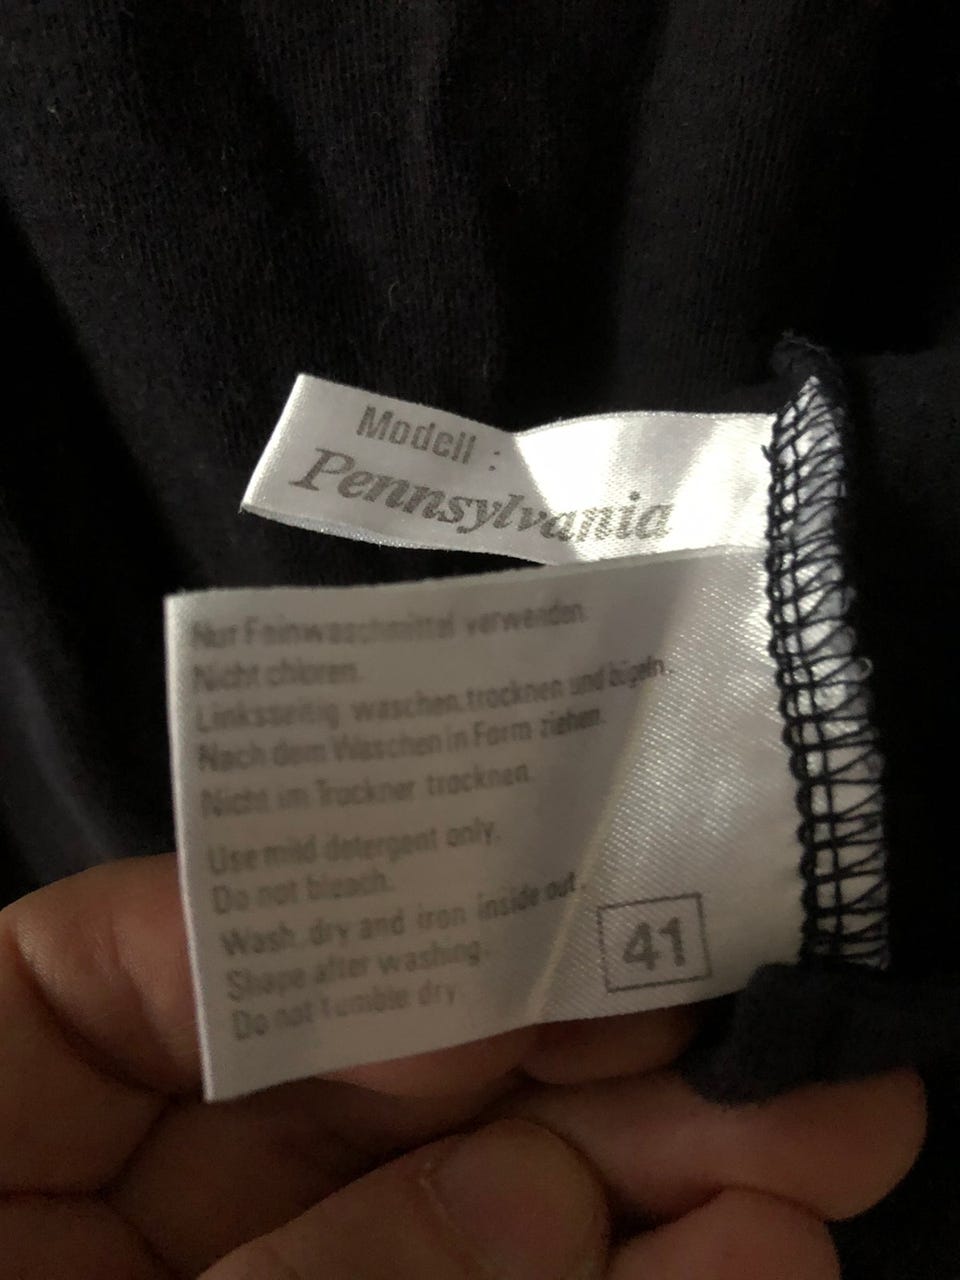 Modell :
Pennsylvania
Nur Feinwaschmittel verwenden.
Nicht chloren.
Linksseitig waschen, trocknen und bügeln.
Nach dem Waschen in Form ziehen.
Nicht im Trockner trocknen.
Use mild detergent only.
Do not bleach.
Wash, dry and iron inside out.
Shape after washing.
Do not tumble dry.
41